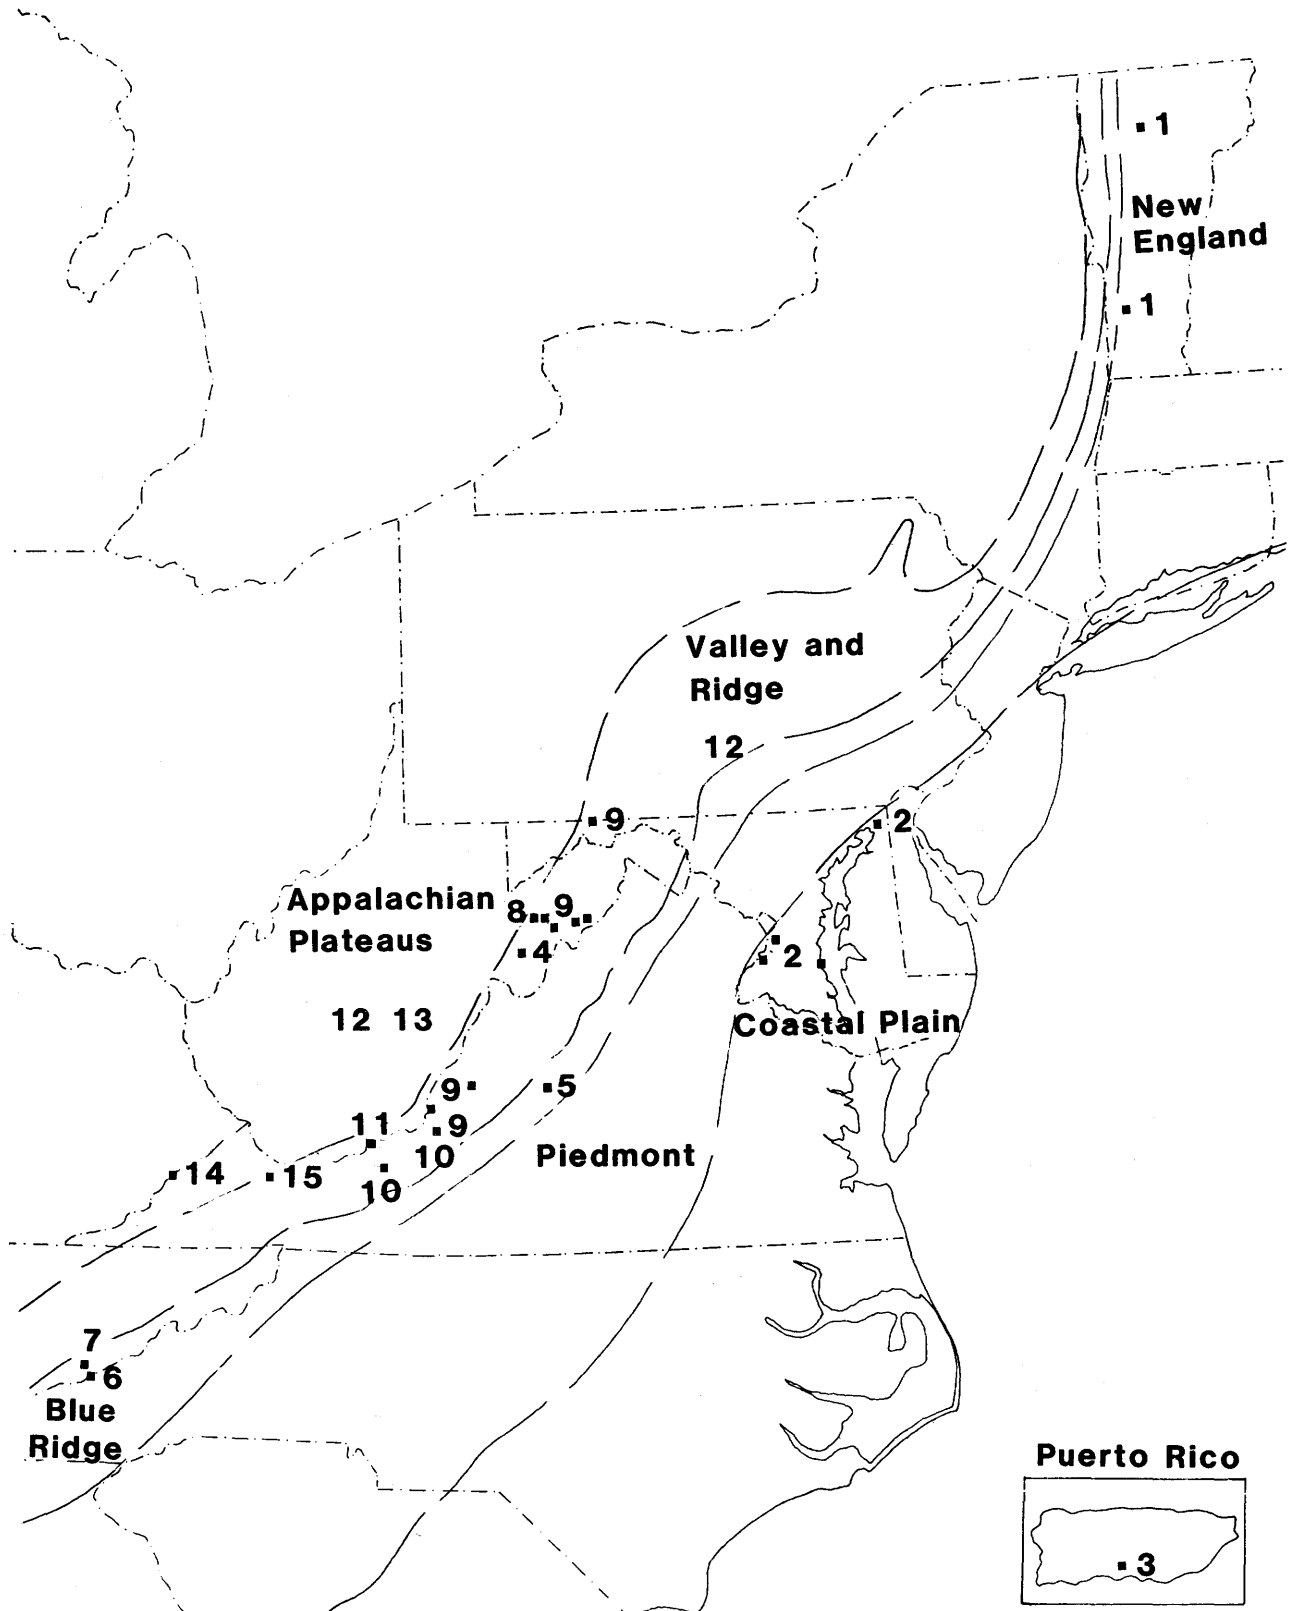 1
New
England
1
Valley and
Ridge
12
9
2
Appalachian
Plateaus
8
9
4
2
12 13
Coastal Plain
9
5
11
9
10
Piedmont
14
15
10
7
6
Blue
Ridge
Puerto Rico
3